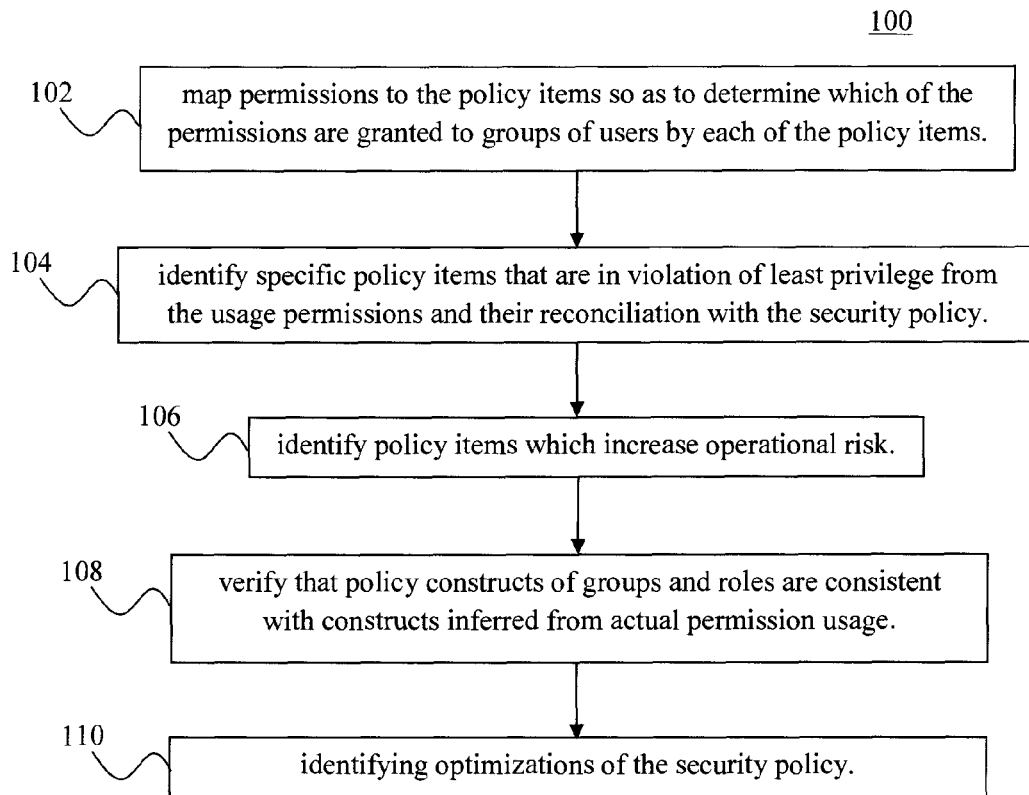 100
102
map permissions to the policy items so as to determine which of the
permissions are granted to groups of users by each of the policy items.
104
identify specific policy items that are in violation of least privilege from
the usage permissions and their reconciliation with the security policy.
106
identify policy items which increase operational risk.
108
verify that policy constructs of groups and roles are consistent
with constructs inferred from actual permission usage.
110
identifying optimizations of the security policy.